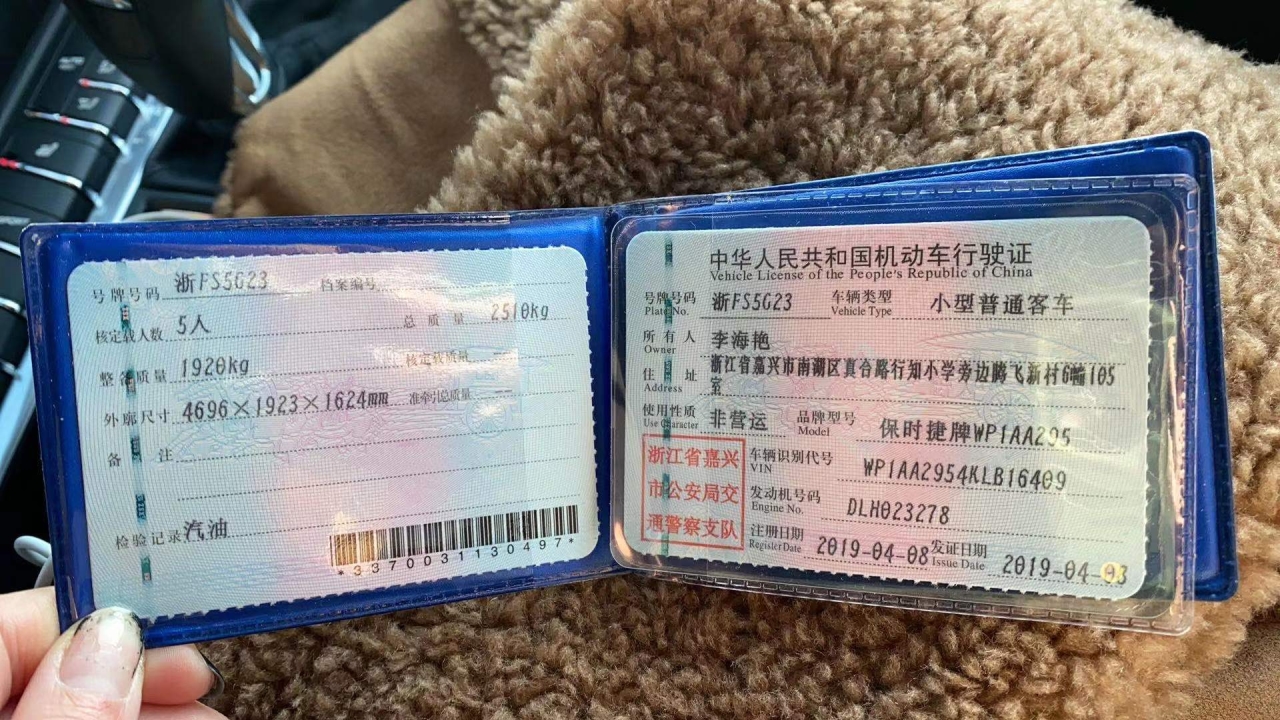 号牌号码 浙FS5G23 档案编号
核定载人数 5人 总质量 2510kg
整备质量 1920kg 核定载质量 --
外廓尺寸 4696×1923×1624mm 准牵引总质量 --
备注
检验记录 汽油
*3370031130497*
中华人民共和国机动车行驶证
Vehicle License of the People's Republic of China
号牌号码 浙FS5G23 车辆类型 小型普通客车
Plate No. Vehicle Type
所有人 李海艳
Owner
住址 浙江省嘉兴市南湖区真合路行知小学旁边腾飞新村6幢105
室
Address
使用性质 非营运 品牌型号 保时捷牌WP1AA295
Use Character Model
浙江省嘉兴
市公安局交
通警察支队
车辆识别代号 WP1AA2954KLB16409
VIN
发动机号码 DLH023278
Engine No.
注册日期 2019-04-08 发证日期 2019-04-03
Register Date Issue Date